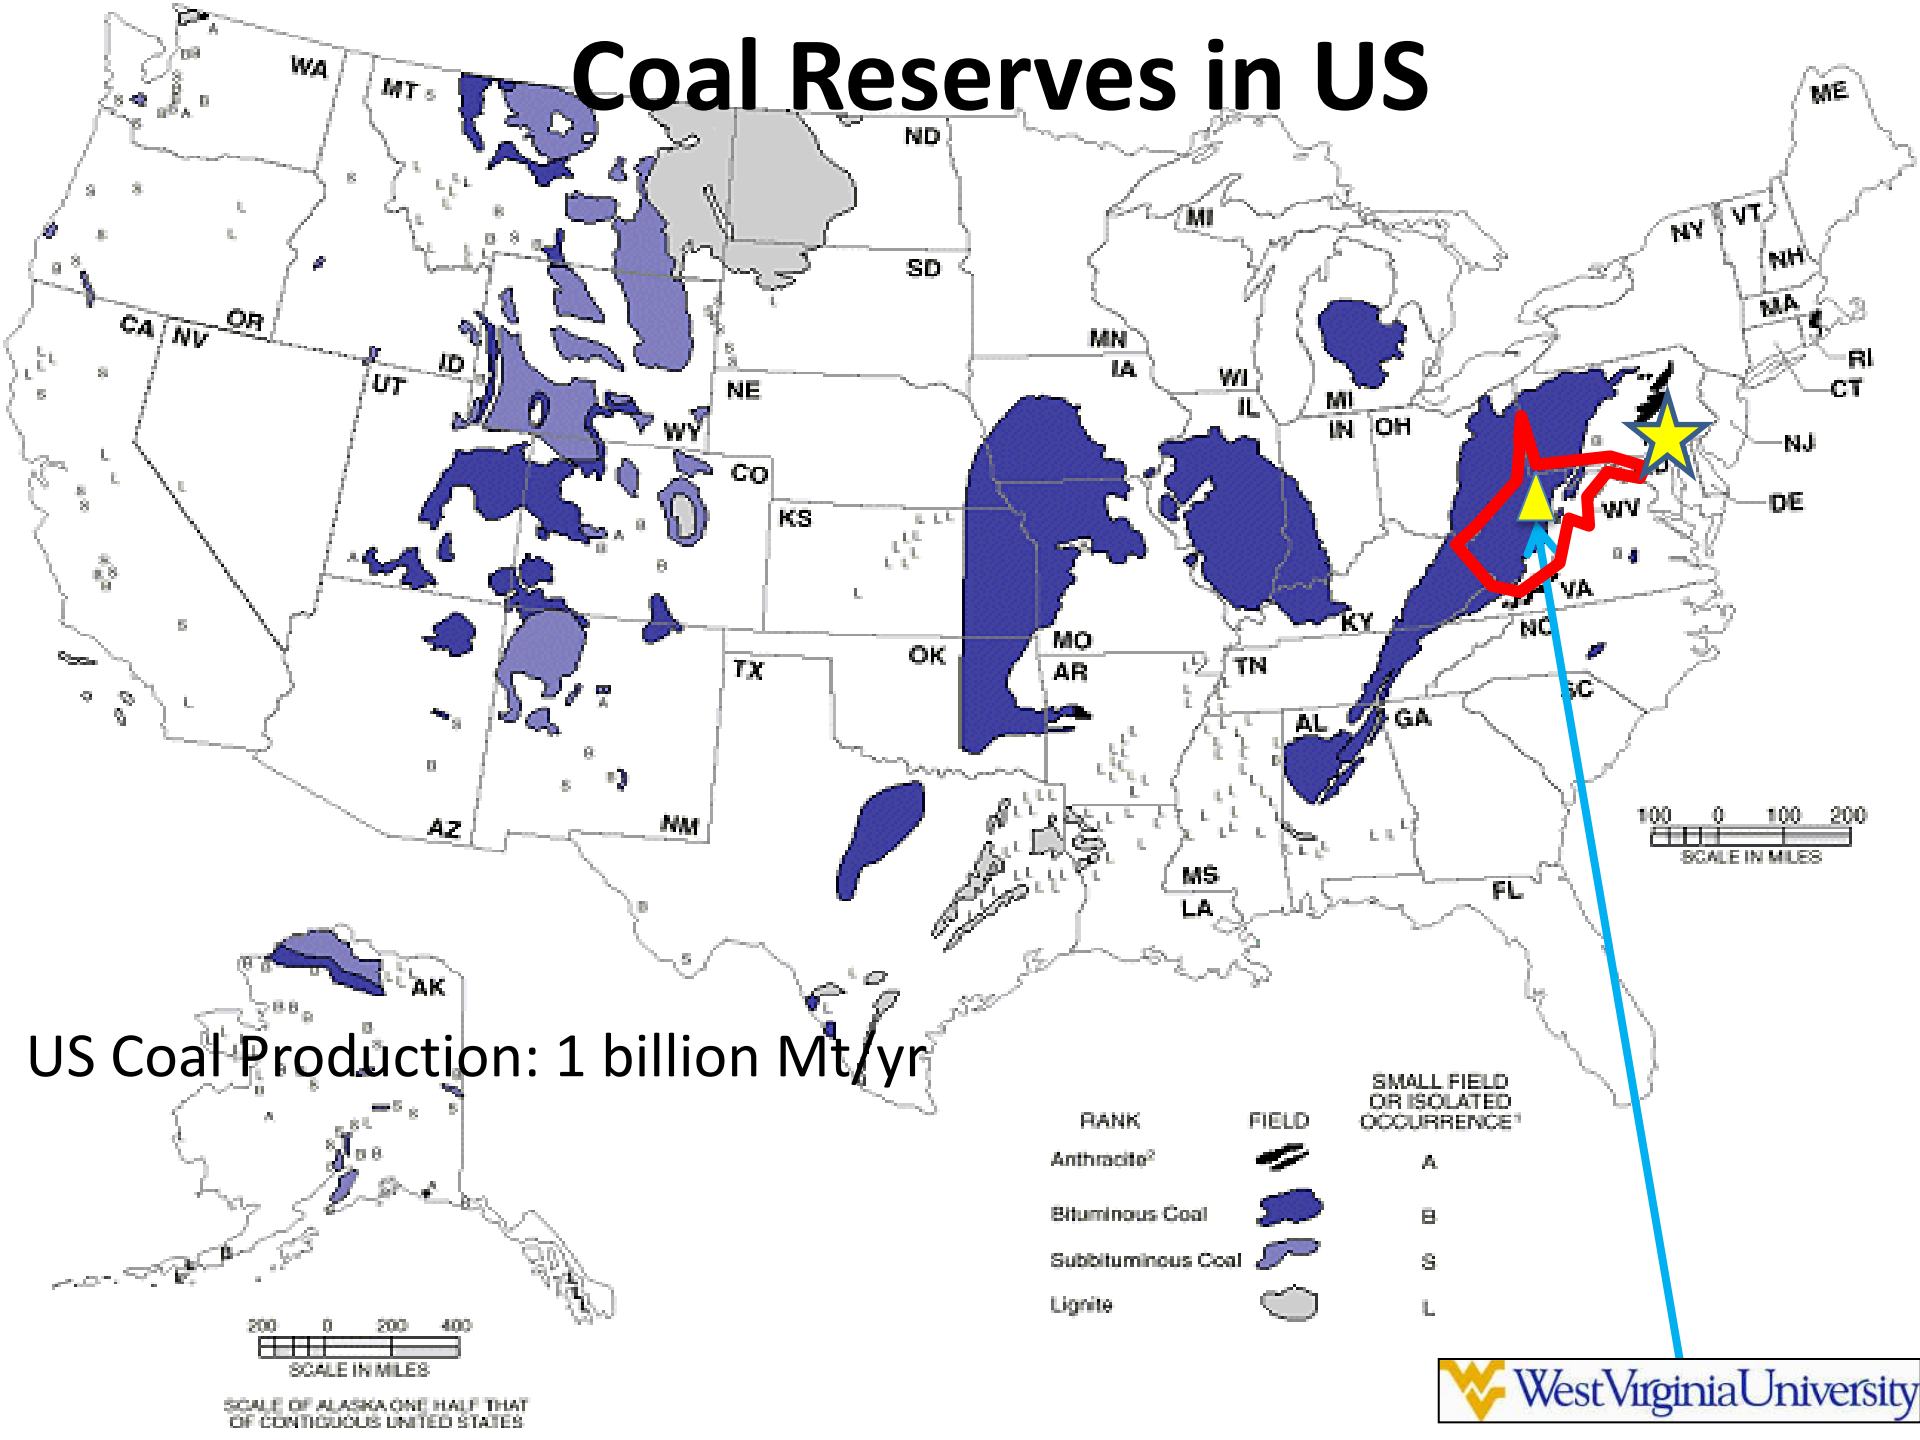 Coal Reserves in US
WA
MT
ND
ME
MI
NY
VT
NH
MA
RI
CT
NJ
DE
SD
MN
IA
WI
IL
MI
IN
OH
CA
NV
OR
ID
UT
NE
WY
CO
KS
WV
VA
KY
NC
MO
OK
AR
TN
TX
SC
AL
GA
AZ
NM
MS
LA
FL
AK
100 0 100 200
SCALE IN MILES
US Coal Production: 1 billion Mt/yr
RANK
FIELD
SMALL FIELD
OR ISOLATED
OCCURRENCE¹
Anthracite² A
Bituminous Coal B
Subbituminous Coal S
Lignite L
200 0 200 400
SCALE IN MILES
SCALE OF ALASKA ONE HALF THAT
OF CONTIGUOUS UNITED STATES
WV WestVirginiaUniversity